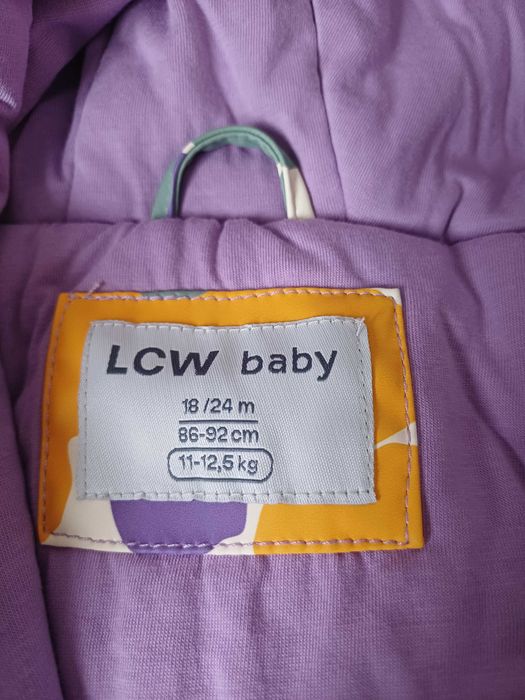 LCW baby
18/24 m
86-92 cm
11-12,5 kg